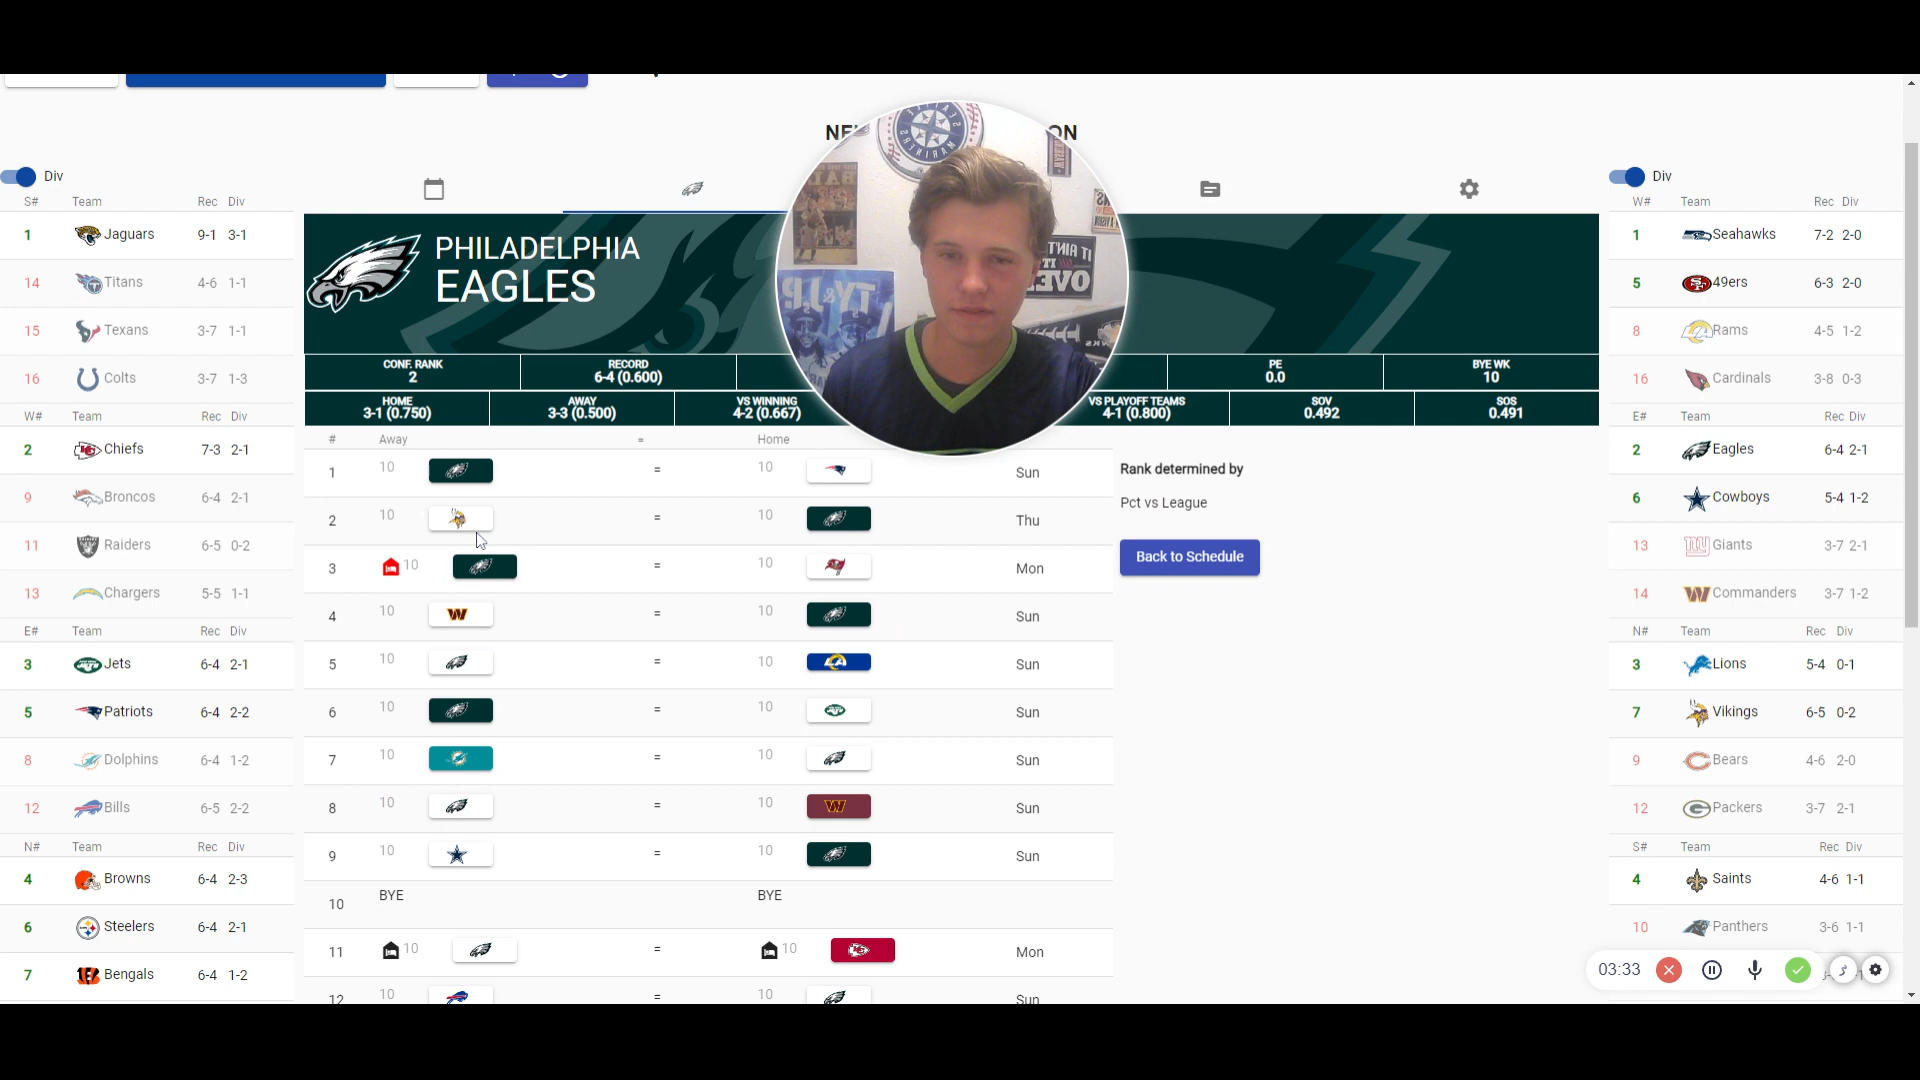 NE ON
Div
S# Team Rec Div
1 Jaguars 9-1 3-1
14 Titans 4-6 1-1
15 Texans 3-7 1-1
16 Colts 3-7 1-3
W# Team Rec Div
2 Chiefs 7-3 2-1
9 Broncos 6-4 2-1
11 Raiders 6-5 0-2
13 Chargers 5-5 1-1
E# Team Rec Div
3 Jets 6-4 2-1
5 Patriots 6-4 2-2
8 Dolphins 6-4 1-2
12 Bills 6-5 2-2
N# Team Rec Div
4 Browns 6-4 2-3
6 Steelers 6-4 2-1
7 Bengals 6-4 1-2
PHILADELPHIA
EAGLES
CONF. RANK
2
RECORD
6-4 (0.600)
PE
0.0
BYE WK
10
HOME
3-1 (0.750)
AWAY
3-3 (0.500)
VS WINNING
4-2 (0.667)
VS PLAYOFF TEAMS
4-1 (0.800)
SOV
0.492
SOS
0.491
# Away = Home
1 10 = 10 Sun
2 10 = 10 Thu
3 10 = 10 Mon
4 10 W = 10 Sun
5 10 = 10 Sun
6 10 = 10 Sun
7 10 = 10 Sun
8 10 = 10 W Sun
9 10 = 10 Sun
10 BYE BYE
11 10 = 10 Mon
12 10 = 10 Sun
Rank determined by
Pct vs League
Back to Schedule
SEATTLE
MARINERS
IT AIN'T
OVER
Div
W# Team Rec Div
1 Seahawks 7-2 2-0
5 49ers 6-3 2-0
8 Rams 4-5 1-2
16 Cardinals 3-8 0-3
E# Team Rec Div
2 Eagles 6-4 2-1
6 Cowboys 5-4 1-2
13 Giants 3-7 2-1
14 Commanders 3-7 1-2
N# Team Rec Div
3 Lions 5-4 0-1
7 Vikings 6-5 0-2
9 Bears 4-6 2-0
12 Packers 3-7 2-1
S# Team Rec Div
4 Saints 4-6 1-1
10 Panthers 3-6 1-1
03:33